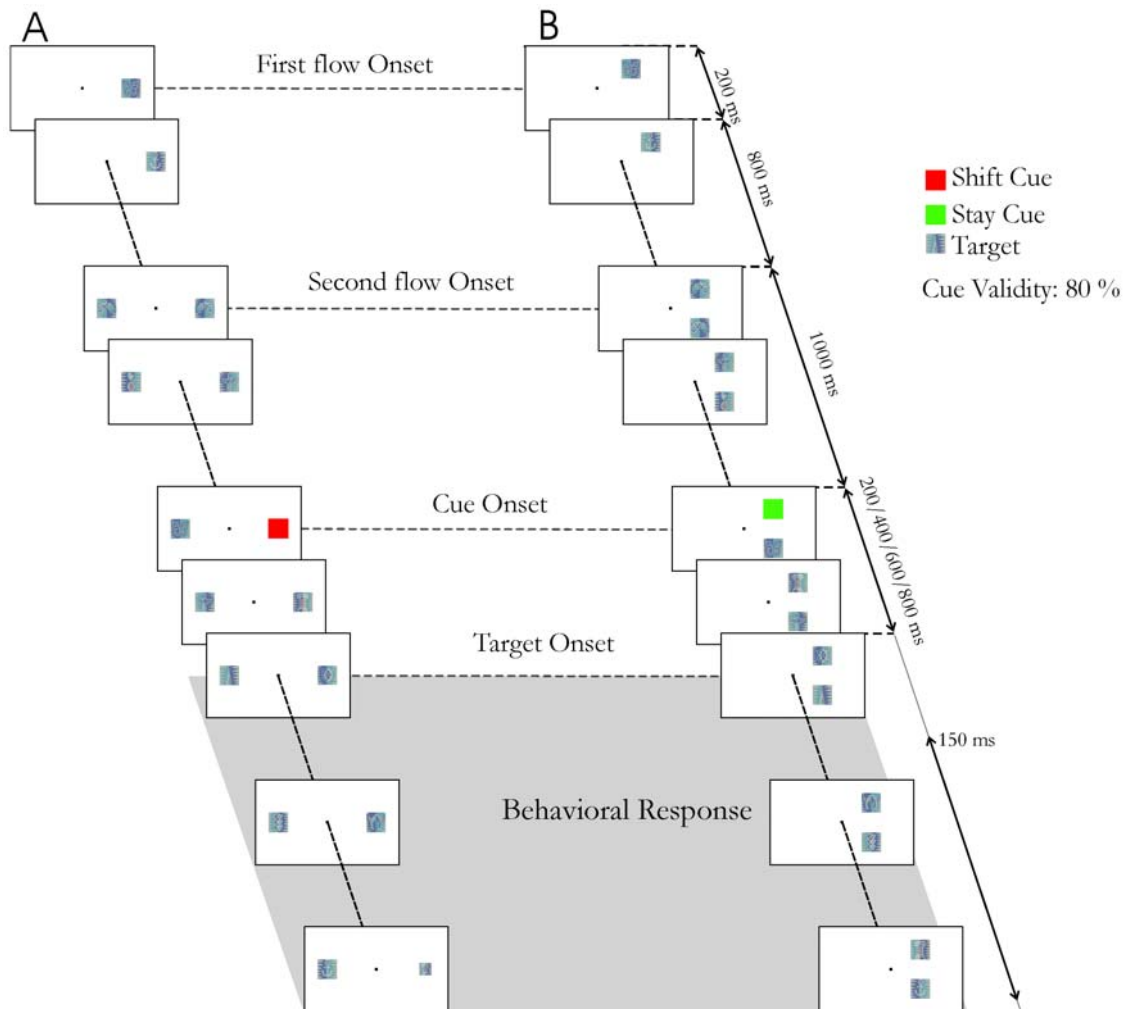 A
B
First flow Onset
200 ms
800 ms
Shift Cue
Stay Cue
Target
Cue Validity: 80 %
Second flow Onset
1000 ms
Cue Onset
200/400/600/800 ms
Target Onset
150 ms
Behavioral Response